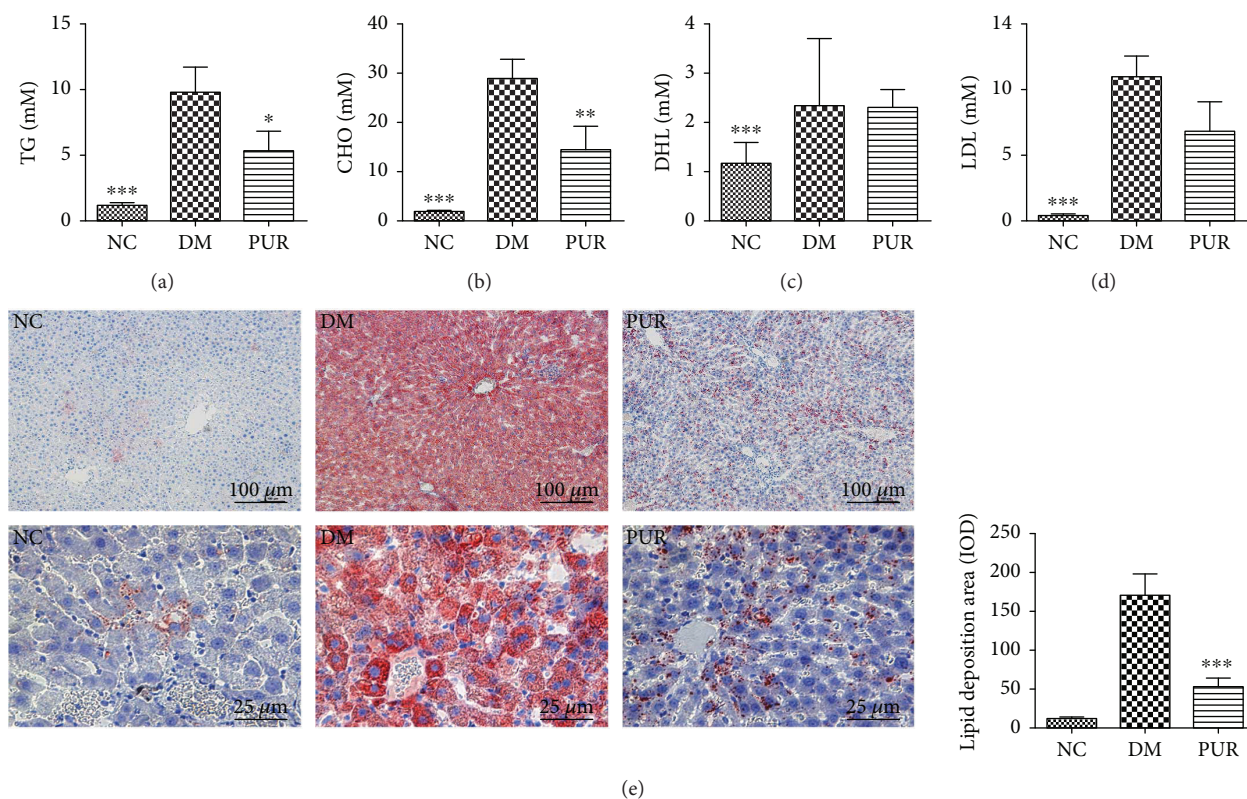 15
10
5
0
TG (mM)
***
*
NC DM PUR
(a)
40
30
20
10
0
CHO (mM)
***
**
NC DM PUR
(b)
4
3
2
1
0
DHL (mM)
***
NC DM PUR
(c)
14
10
5
0
LDL (mM)
***
NC DM PUR
(d)
NC
100 μm
DM
100 μm
PUR
100 μm
NC
25 μm
DM
25 μm
PUR
25 μm
250
200
150
100
50
0
Lipid deposition area (IOD)
***
NC DM PUR
(e)